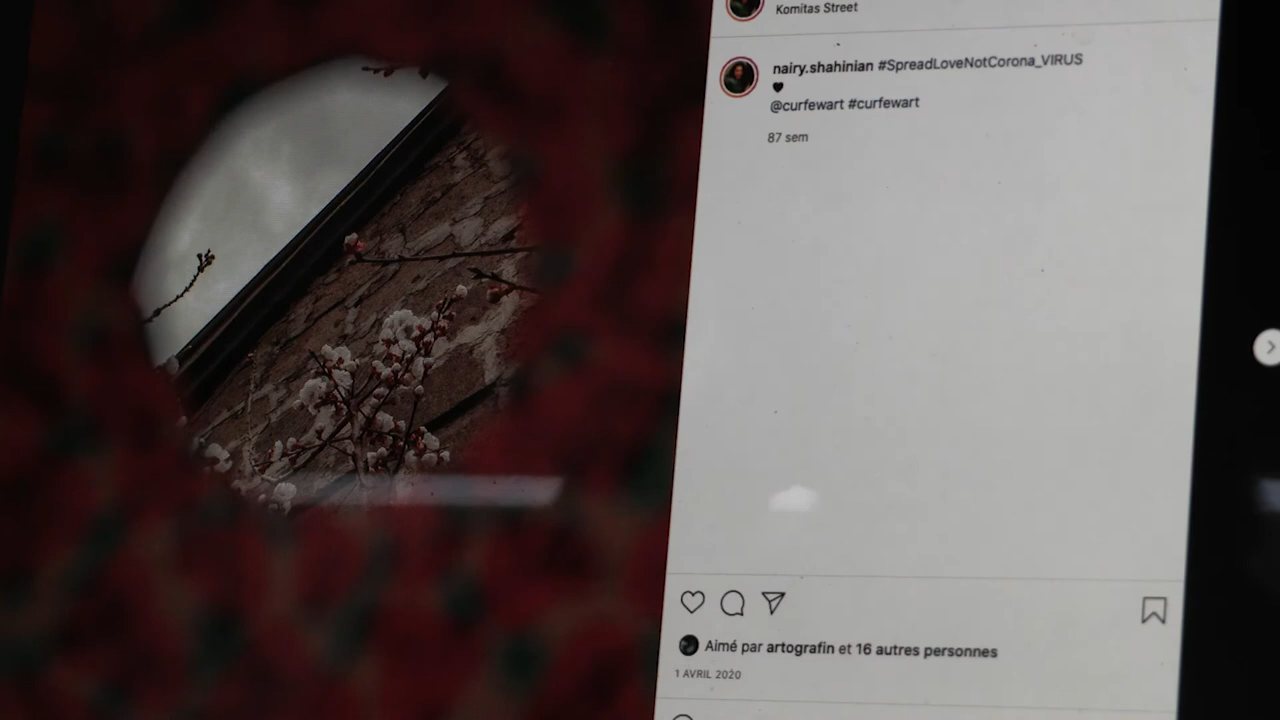 Komitas Street
nairy.shahinian #SpreadLoveNotCorona_VIRUS
🖤
@curfewart #curfewart
87 sem
Aimé par artografin et 16 autres personnes
1 AVRIL 2020